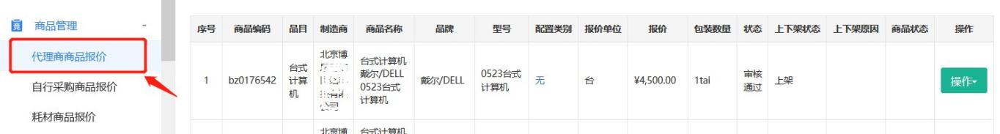 商品管理 -
代理商商品报价
自行采购商品报价
耗材商品报价
序号 商品编码 品目 制造商 商品名称 品牌 型号 配置类别 报价单位 报价 包装数量 状态 上下架状态 上下架原因 商品状态 操作
1 bz0176542 台式计算机 北京博 台式计算机 戴尔/DELL 0523台式计算机 戴尔/DELL 0523台式计算机 无 台 ¥4,500.00 1tai 审核通过 上架 操作
北京博 台式计算机